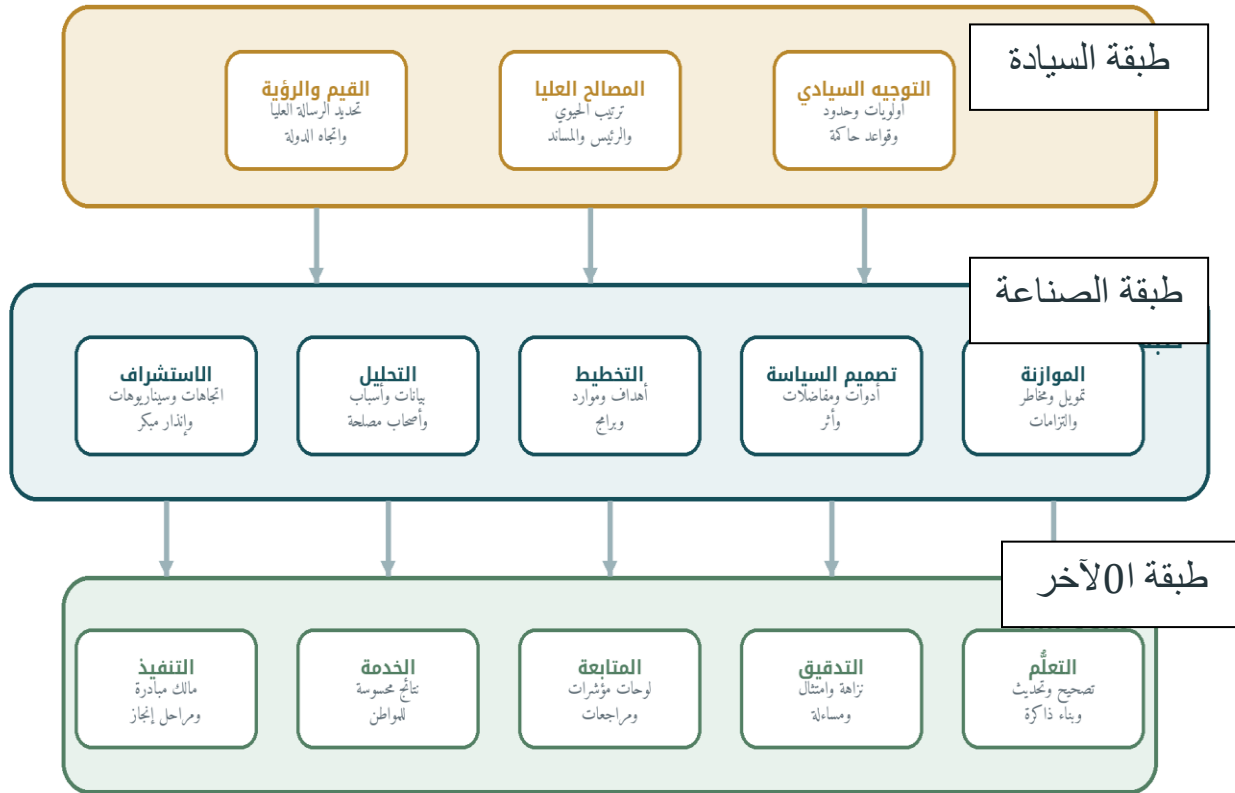 طبقة السيادة
التوجيه السيادي
أولويات وحدود
وقواعد حاكمة
المصالح العليا
ترتيب الحيوي
والرئيس والمساند
القيم والرؤية
تحديد الرسالة العليا
واتجاه الدولة
طبقة الصناعة
الموازنة
تمويل ومخاطر
والتزامات
تصميم السياسة
أدوات ومفاضلات
وأثر
التخطيط
أهداف وموارد
وبرامج
التحليل
بيانات وأسباب
وأصحاب مصلحة
الاستشراف
اتجاهات وسيناريوهات
وإنذار مبكر
طبقة ا0لآخر
التعلُّم
تصحيح وتحديث
وبناء ذاكرة
التدقيق
نزاهة وامتثال
ومساءلة
المتابعة
لوحات مؤشرات
ومراجعات
الخدمة
نتائج محسوسة
للمواطن
التنفيذ
مالك مبادرة
ومراحل إنجاز